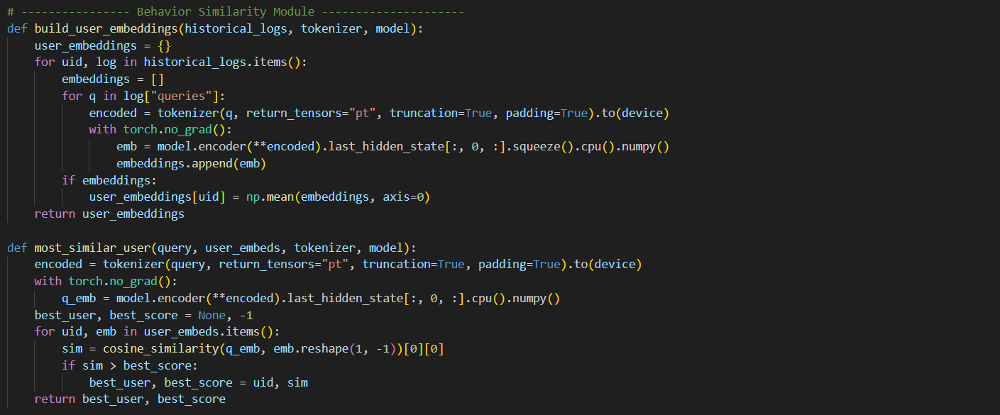 # ---------------- Behavior Similarity Module ---------------------
def build_user_embeddings(historical_logs, tokenizer, model):
    user_embeddings = {}
    for uid, log in historical_logs.items():
        embeddings = []
        for q in log["queries"]:
            encoded = tokenizer(q, return_tensors="pt", truncation=True, padding=True).to(device)
            with torch.no_grad():
                emb = model.encoder(**encoded).last_hidden_state[:, 0, :].squeeze().cpu().numpy()
                embeddings.append(emb)
        if embeddings:
            user_embeddings[uid] = np.mean(embeddings, axis=0)
    return user_embeddings

def most_similar_user(query, user_embeds, tokenizer, model):
    encoded = tokenizer(query, return_tensors="pt", truncation=True, padding=True).to(device)
    with torch.no_grad():
        q_emb = model.encoder(**encoded).last_hidden_state[:, 0, :].cpu().numpy()
    best_user, best_score = None, -1
    for uid, emb in user_embeds.items():
        sim = cosine_similarity(q_emb, emb.reshape(1, -1))[0][0]
        if sim > best_score:
            best_user, best_score = uid, sim
    return best_user, best_score